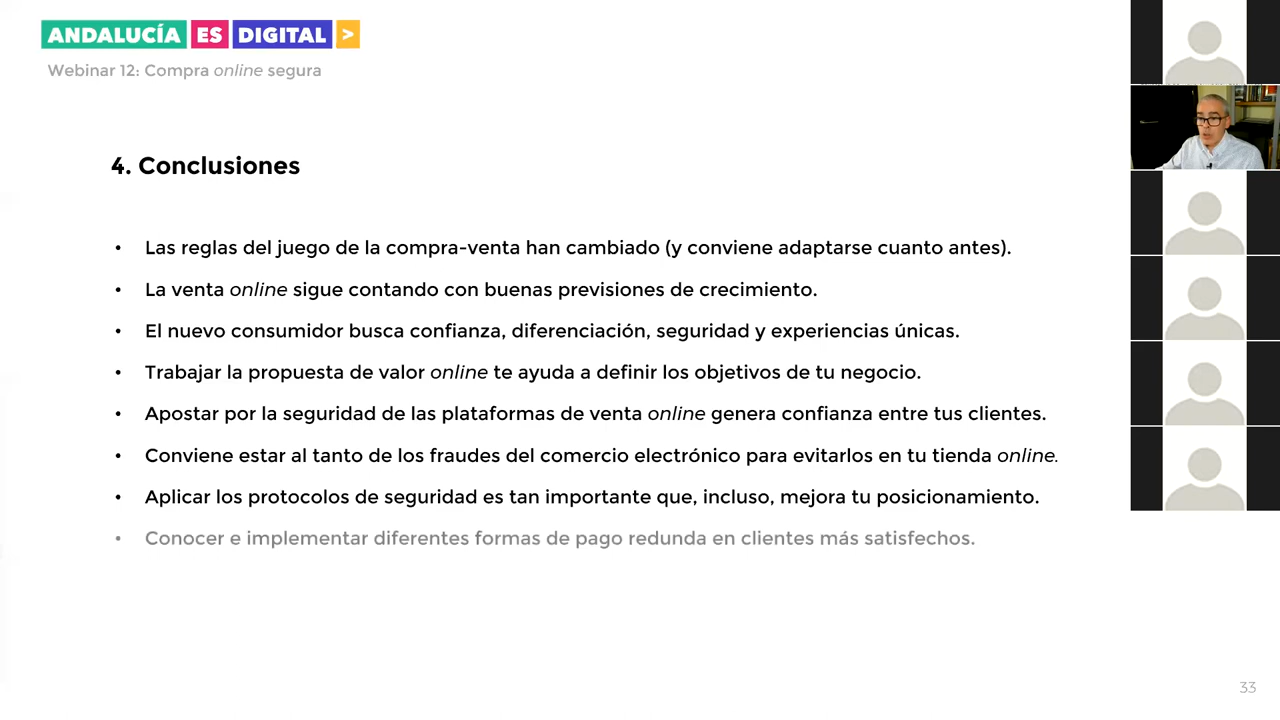 ANDALUCÍA ES DIGITAL >
Webinar 12: Compra online segura
4. Conclusiones
• Las reglas del juego de la compra-venta han cambiado (y conviene adaptarse cuanto antes).
• La venta online sigue contando con buenas previsiones de crecimiento.
• El nuevo consumidor busca confianza, diferenciación, seguridad y experiencias únicas.
• Trabajar la propuesta de valor online te ayuda a definir los objetivos de tu negocio.
• Apostar por la seguridad de las plataformas de venta online genera confianza entre tus clientes.
• Conviene estar al tanto de los fraudes del comercio electrónico para evitarlos en tu tienda online.
• Aplicar los protocolos de seguridad es tan importante que, incluso, mejora tu posicionamiento.
• Conocer e implementar diferentes formas de pago redunda en clientes más satisfechos.
33